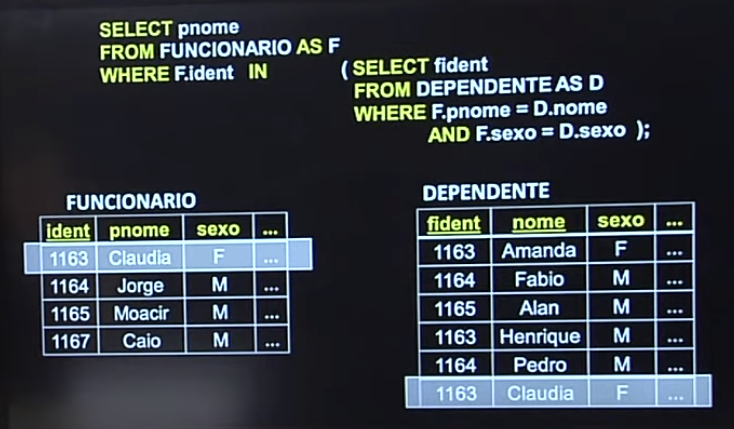 SELECT pnome
FROM FUNCIONARIO AS F
WHERE F.ident IN ( SELECT fident
FROM DEPENDENTE AS D
WHERE F.pnome = D.nome
AND F.sexo = D.sexo );
FUNCIONARIO
ident pnome sexo ...
1163 Claudia F ...
1164 Jorge M ...
1165 Moacir M ...
1167 Caio M ...
DEPENDENTE
fident nome sexo ...
1163 Amanda F ...
1164 Fabio M ...
1165 Alan M ...
1163 Henrique M ...
1164 Pedro M ...
1163 Claudia F ...